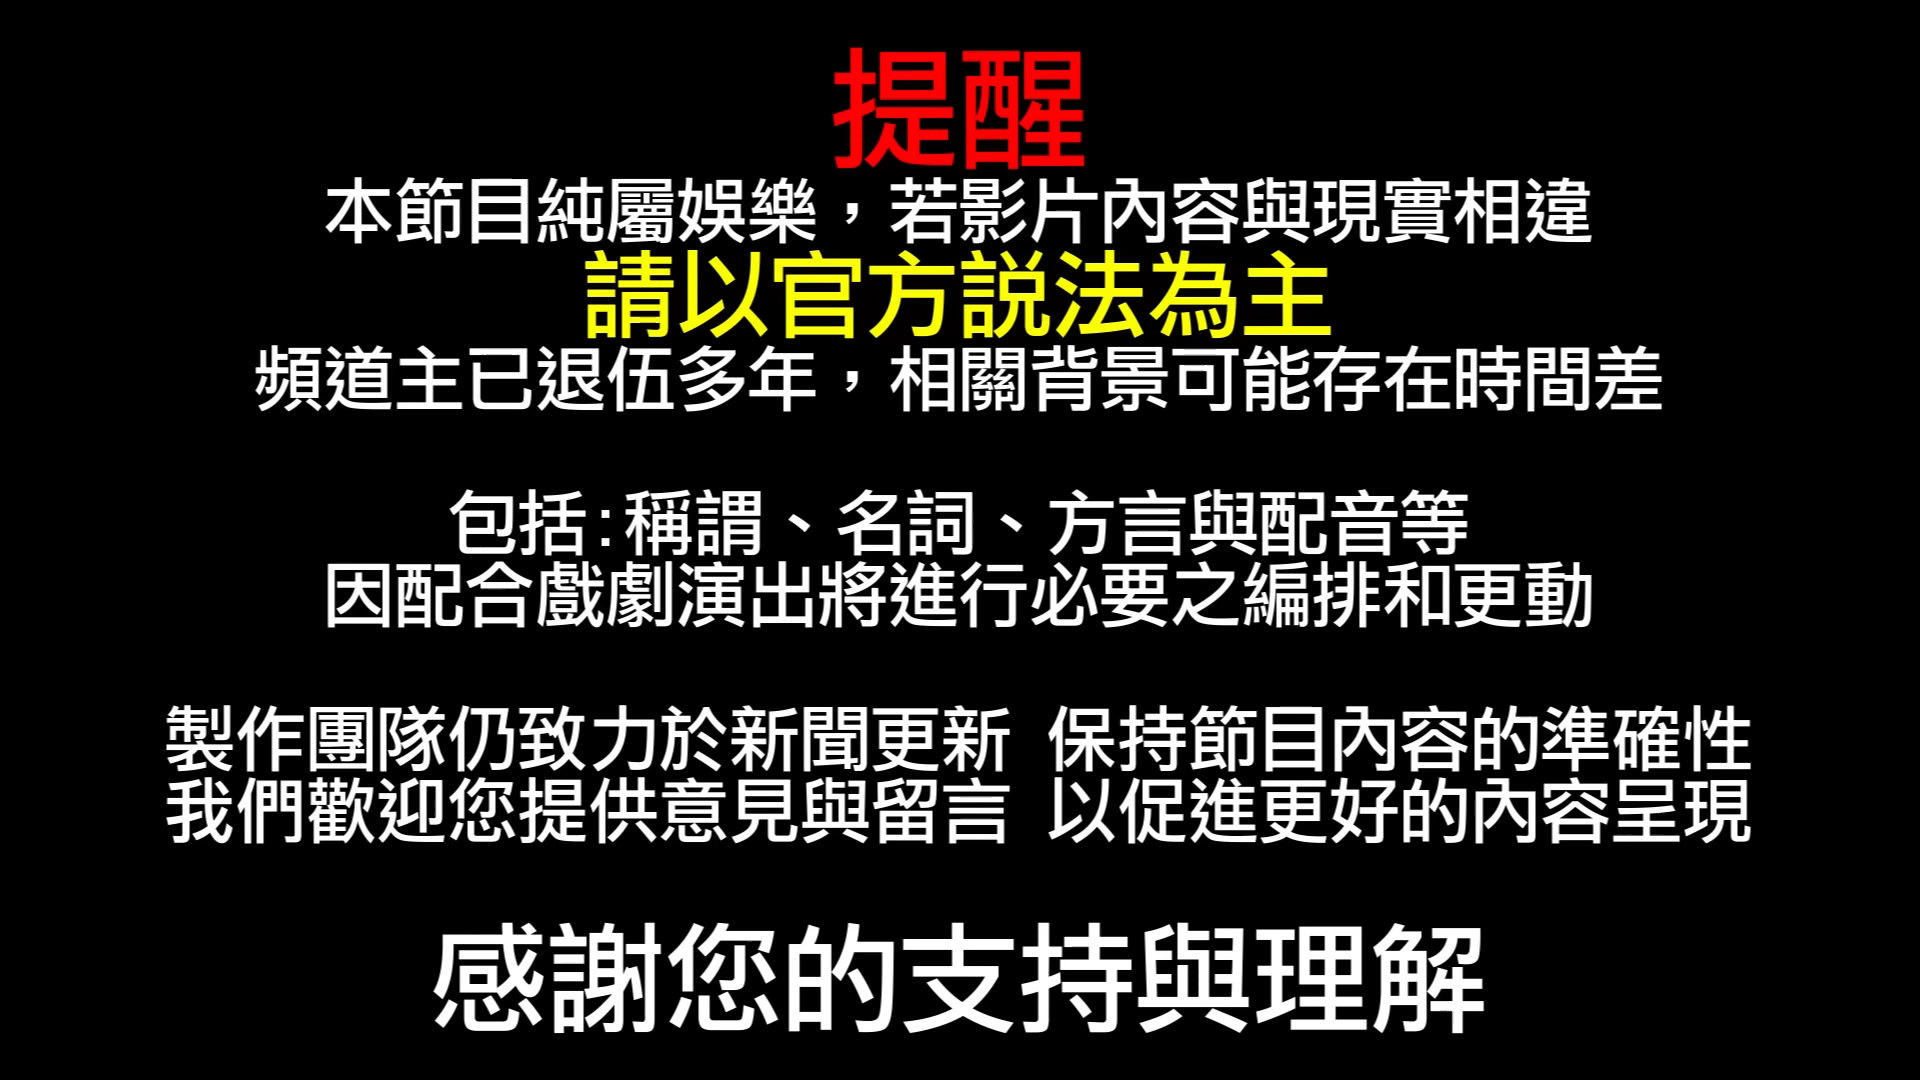 提醒
本節目純屬娛樂，若影片內容與現實相違
請以官方説法為主
頻道主已退伍多年，相關背景可能存在時間差
包括:稱謂、名詞、方言與配音等
因配合戲劇演出將進行必要之編排和更動
製作團隊仍致力於新聞更新 保持節目內容的準確性
我們歡迎您提供意見與留言 以促進更好的內容呈現
感謝您的支持與理解